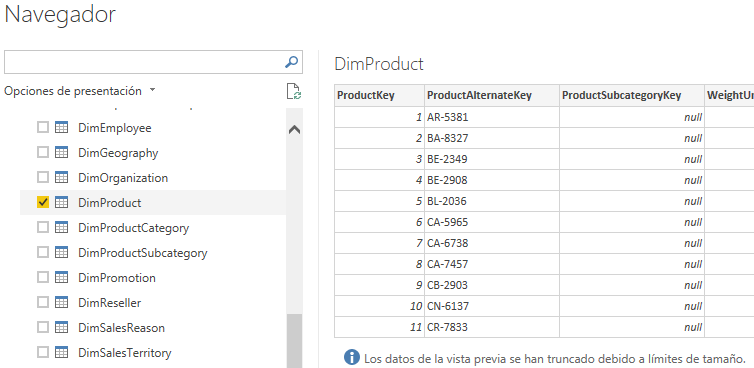 Navegador
Opciones de presentación
DimEmployee
DimGeography
DimOrganization
DimProduct
DimProductCategory
DimProductSubcategory
DimPromotion
DimReseller
DimSalesReason
DimSalesTerritory
DimProduct
ProductKey ProductAlternateKey ProductSubcategoryKey WeightUn
1 AR-5381 null
2 BA-8327 null
3 BE-2349 null
4 BE-2908 null
5 BL-2036 null
6 CA-5965 null
7 CA-6738 null
8 CA-7457 null
9 CB-2903 null
10 CN-6137 null
11 CR-7833 null
Los datos de la vista previa se han truncado debido a límites de tamaño.